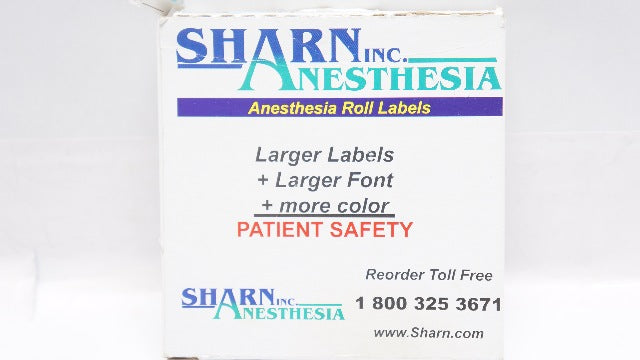 SHARN INC.
ANESTHESIA
Anesthesia Roll Labels
Larger Labels
+ Larger Font
+ more color
PATIENT SAFETY
Reorder Toll Free
SHARN INC.
ANESTHESIA
1 800 325 3671
www.Sharn.com